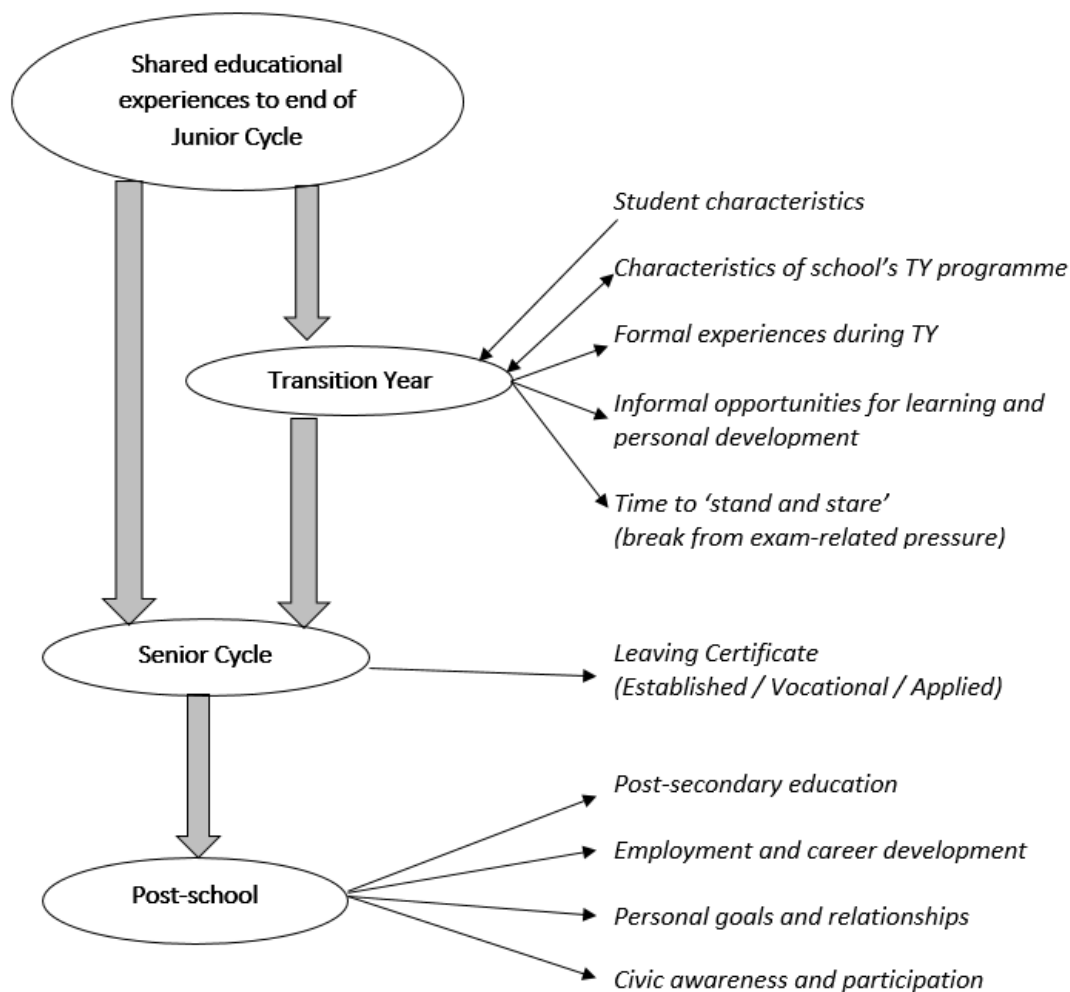 Shared educational
experiences to end of
Junior Cycle
Student characteristics
Characteristics of school’s TY programme
Formal experiences during TY
Transition Year
Informal opportunities for learning and
personal development
Time to ‘stand and stare’
(break from exam-related pressure)
Senior Cycle
Leaving Certificate
(Established / Vocational / Applied)
Post-secondary education
Employment and career development
Post-school
Personal goals and relationships
Civic awareness and participation